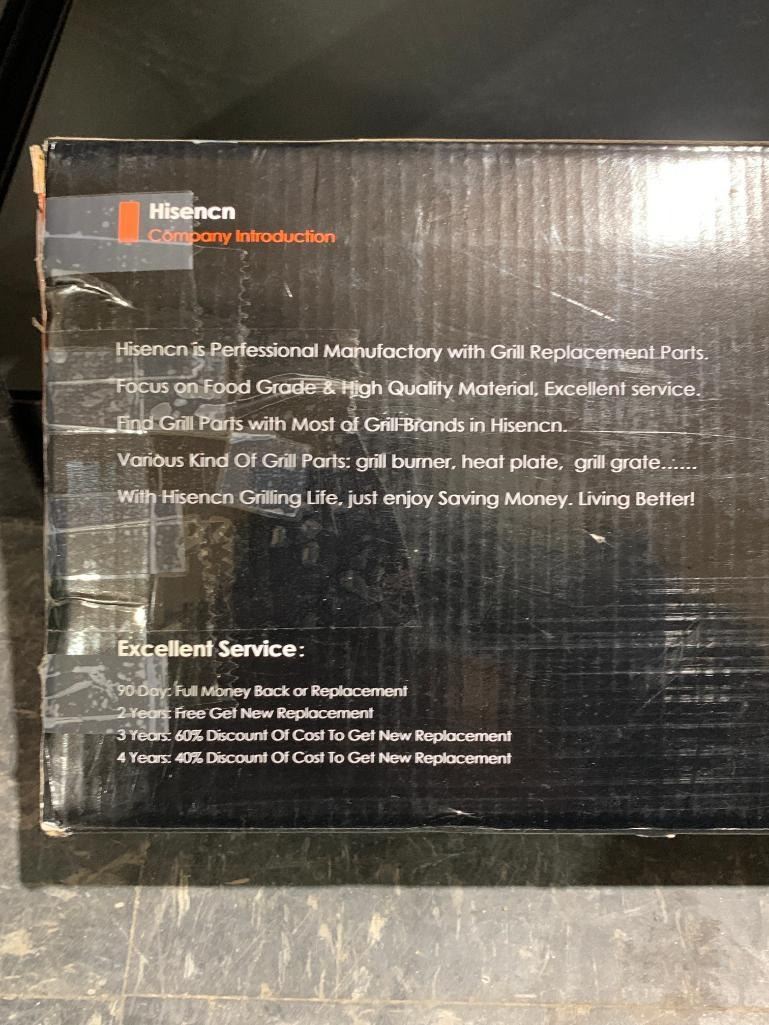 Hisencn
Company Introduction
Hisencn is Perfessional Manufactory with Grill Replacement Parts.
Focus on Food Grade & High Quality Material, Excellent service.
Find Grill Parts with Most of Grill Brands in Hisencn.
Various Kind Of Grill Parts: grill burner, heat plate, grill grate......
With Hisencn Grilling Life, just enjoy Saving Money. Living Better!
Excellent Service:
90 Day: Full Money Back or Replacement
2 Years: Free Get New Replacement
3 Years: 60% Discount Of Cost To Get New Replacement
4 Years: 40% Discount Of Cost To Get New Replacement